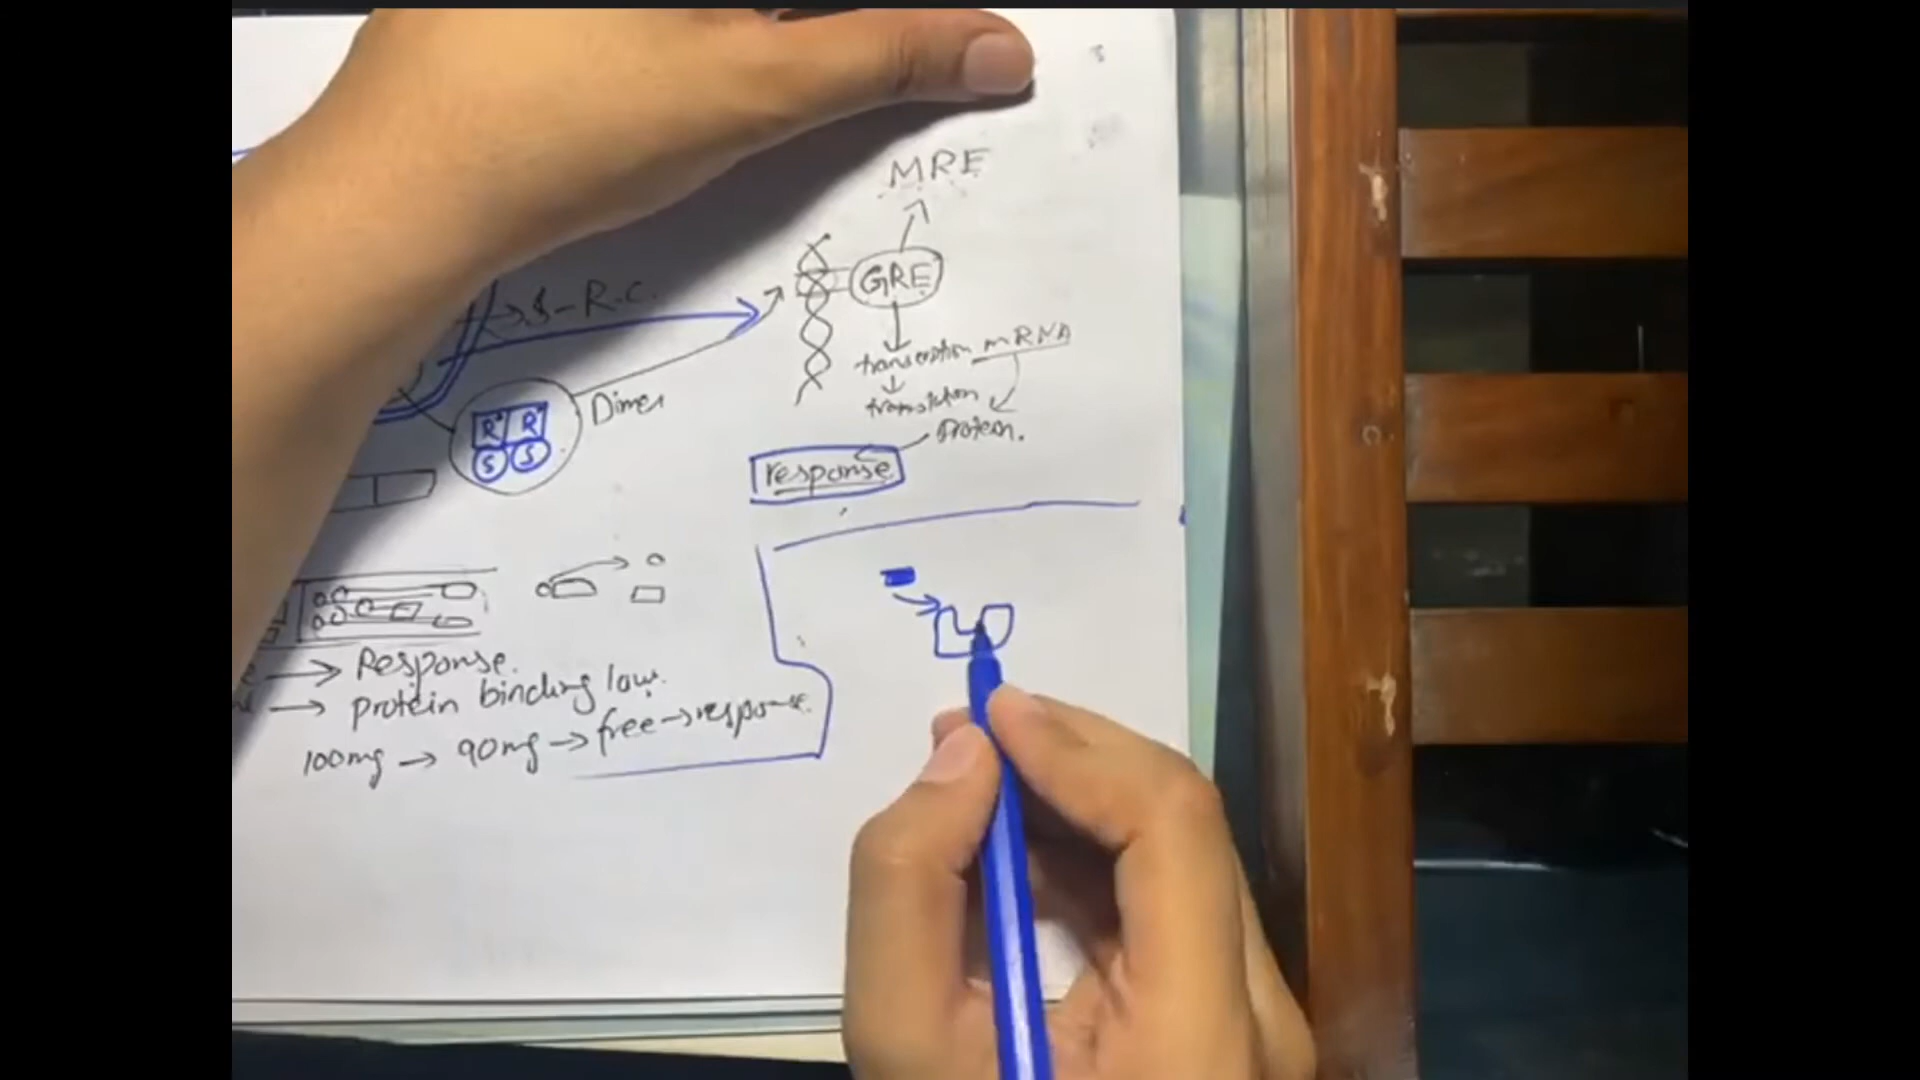 MRE
GRE
S-R.C.
transcription mRNA
translation
protein.
Dimer
R R
S S
response
→ Response.
→ protein binding low.
100mg → 90mg → free → response.